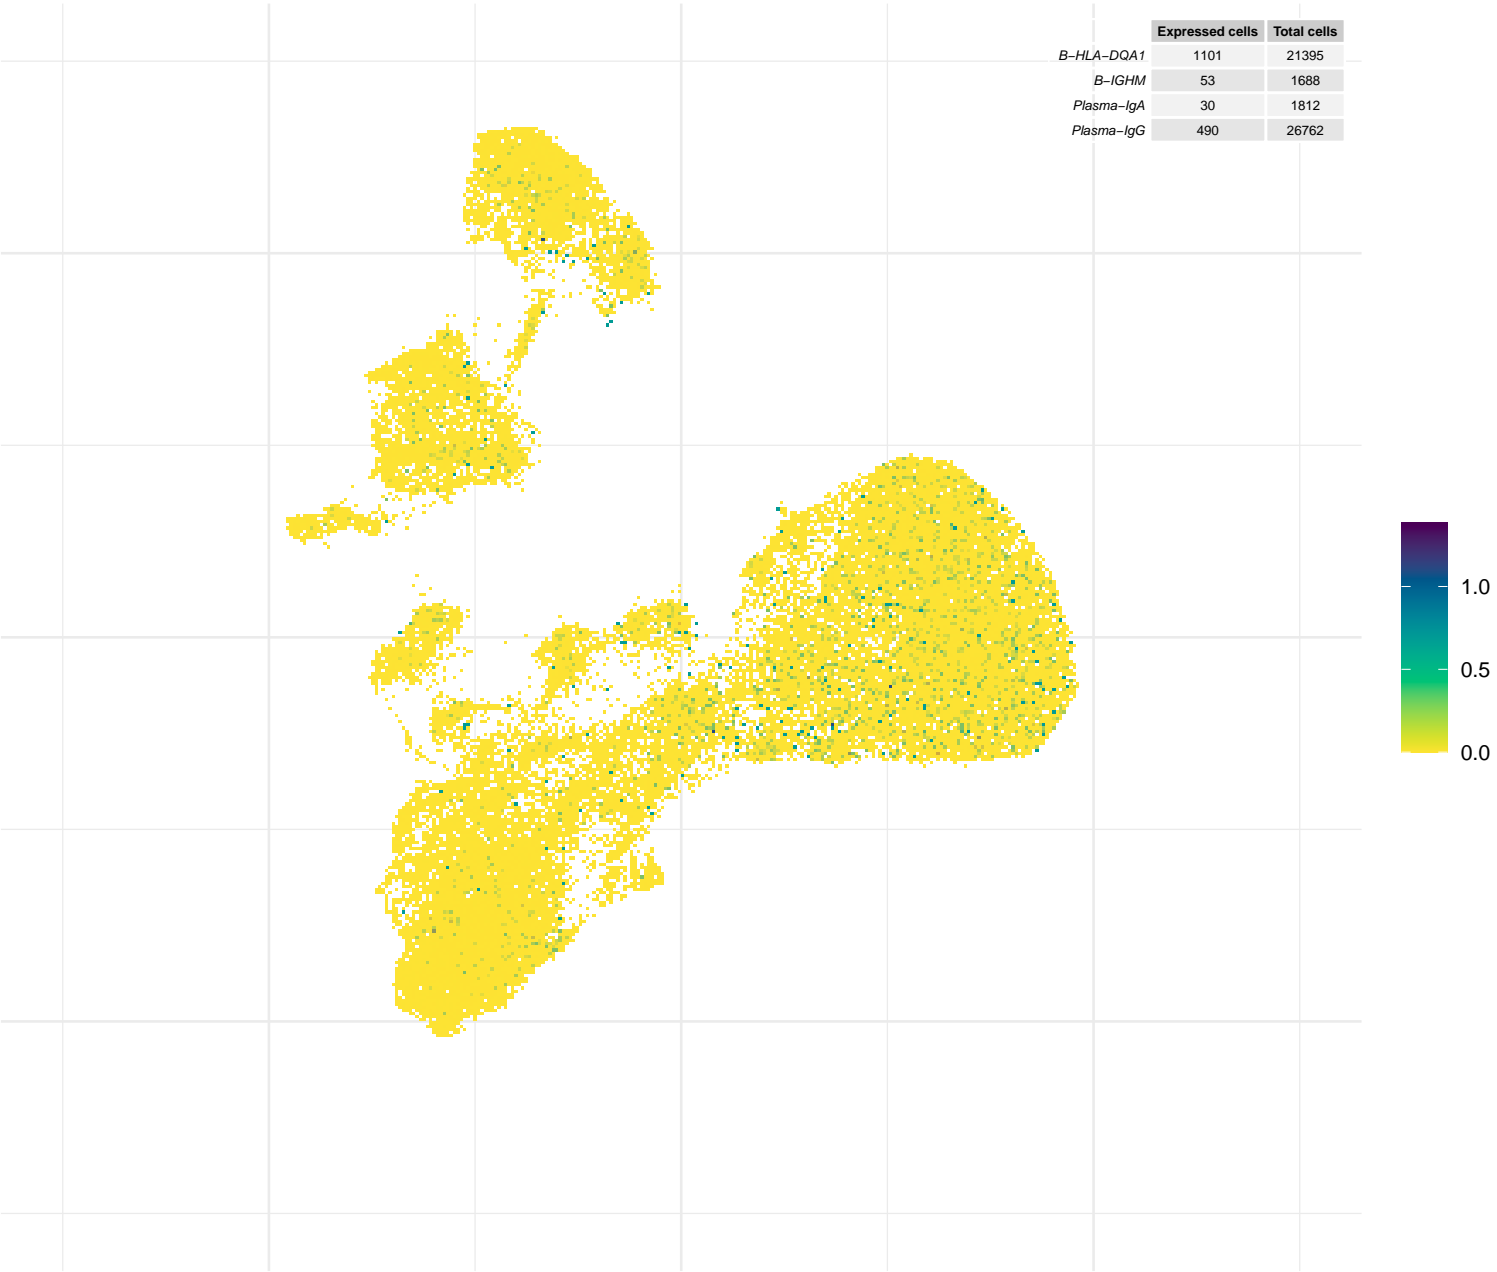 Expressed cells Total cells
B–HLA–DQA1 1101 21395
B–IGHM 53 1688
Plasma–IgA 30 1812
Plasma–IgG 490 26762
1.0
0.5
0.0